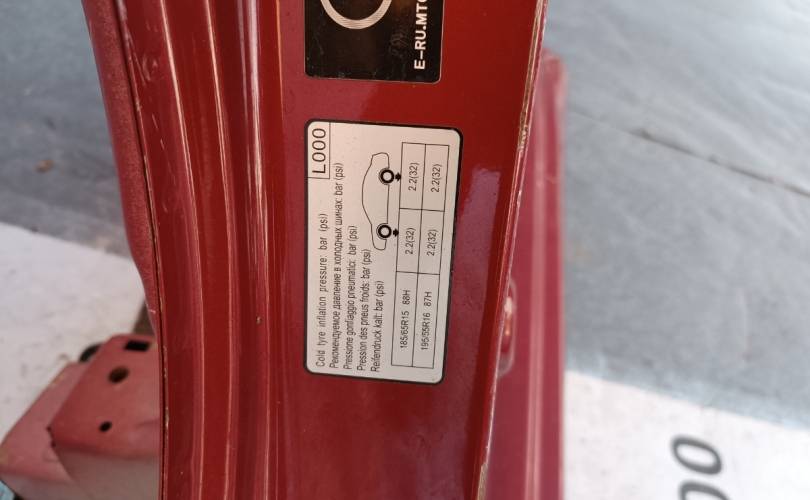 E-RU.MT
L000
Cold tyre inflation pressure: bar (psi)
Рекомендуемое давление в холодных шинах: bar (psi)
Pressione gonfiaggio pneumatici: bar (psi)
Pression des pneus froids: bar (psi)
Reifendruck kalt: bar (psi)
185/65R15 88H 2.2(32) 2.2(32)
195/55R16 87H 2.2(32) 2.2(32)
00